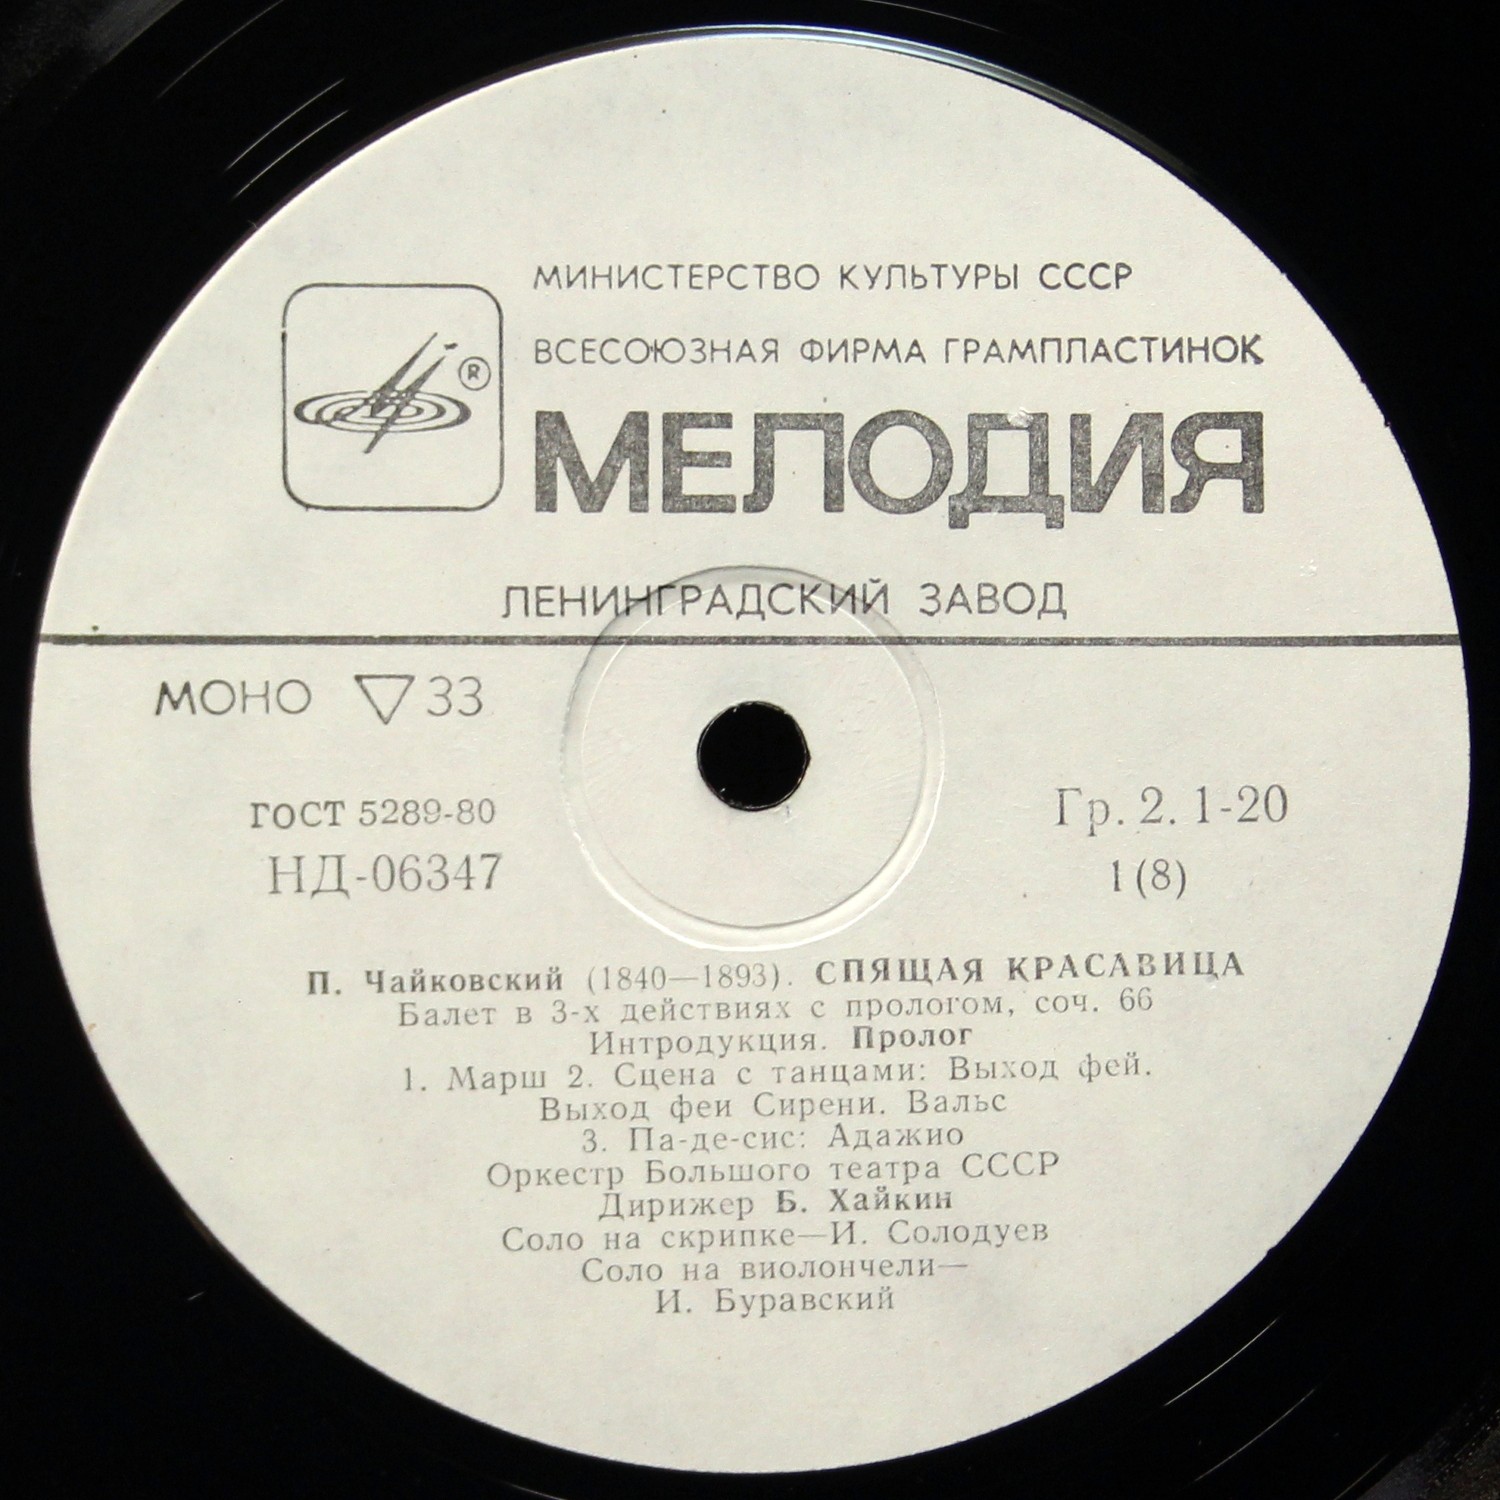 МИНИСТЕРСТВО КУЛЬТУРЫ СССР
ВСЕСОЮЗНАЯ ФИРМА ГРАМПЛАСТИНОК
®
МЕЛОДИЯ
ЛЕНИНГРАДСКИЙ ЗАВОД
МОНО ▽ 33
ГОСТ 5289-80
Гр. 2. 1-20
НД-06347
1 (8)
П. Чайковский (1840—1893). СПЯЩАЯ КРАСАВИЦА
Балет в 3-х действиях с прологом, соч. 66
Интродукция. Пролог
1. Марш 2. Сцена с танцами: Выход фей.
Выход феи Сирени. Вальс
3. Па-де-сис: Адажио
Оркестр Большого театра СССР
Дирижер Б. Хайкин
Соло на скрипке—И. Солодуев
Соло на виолончели—
И. Буравский